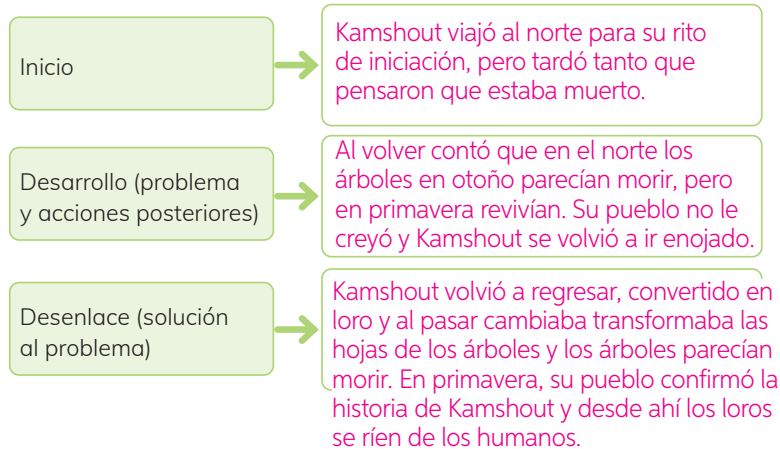 Inicio
Kamshout viajó al norte para su rito
de iniciación, pero tardó tanto que
pensaron que estaba muerto.
Desarrollo (problema
y acciones posteriores)
Al volver contó que en el norte los
árboles en otoño parecían morir, pero
en primavera revivían. Su pueblo no le
creyó y Kamshout se volvió a ir enojado.
Desenlace (solución
al problema)
Kamshout volvió a regresar, convertido en
loro y al pasar cambiaba transformaba las
hojas de los árboles y los árboles parecían
morir. En primavera, su pueblo confirmó la
historia de Kamshout y desde ahí los loros
se ríen de los humanos.